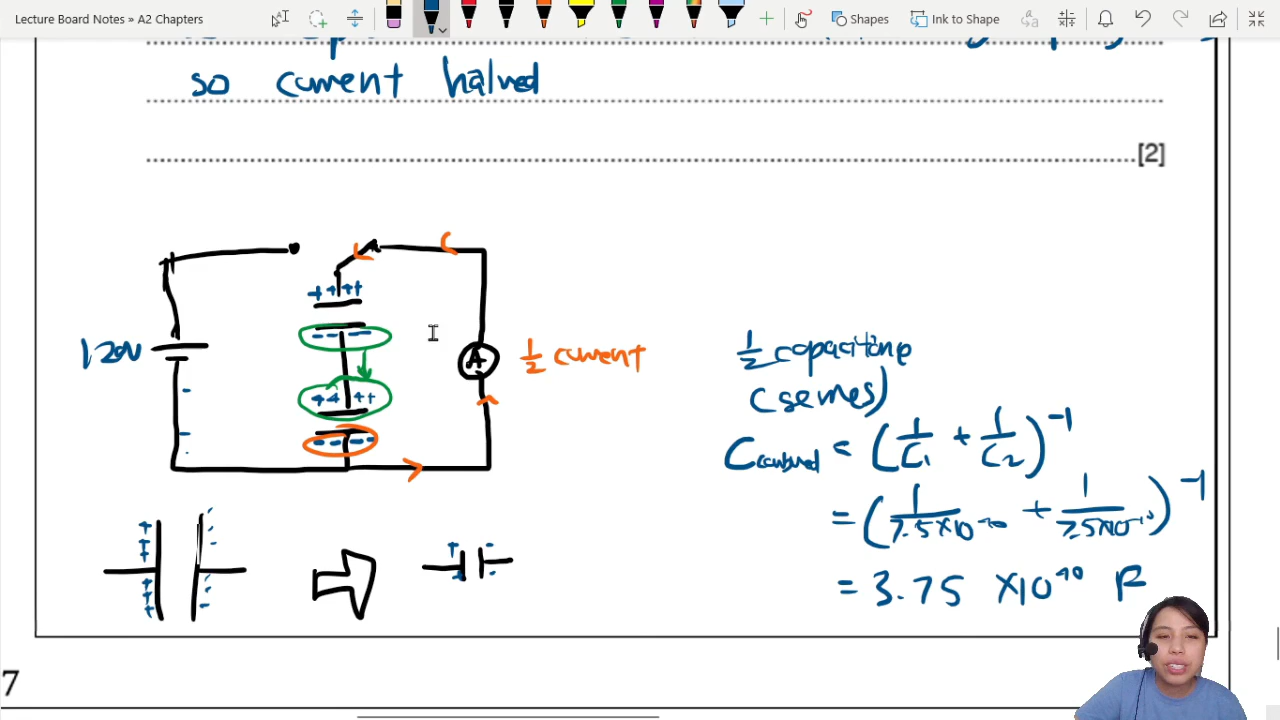 Lecture Board Notes » A2 Chapters
Shapes
Ink to Shape
so current halved
[2]
120V
+ + + +
- - - -
+ + + +
- - - -
A
1/2 current
1/2 capacitance
(series)
C combined = (1/C1 + 1/C2)^-1
= (1/7.5×10^-10 + 1/7.5×10^-10)^-1
= 3.75 ×10^-10 F
7